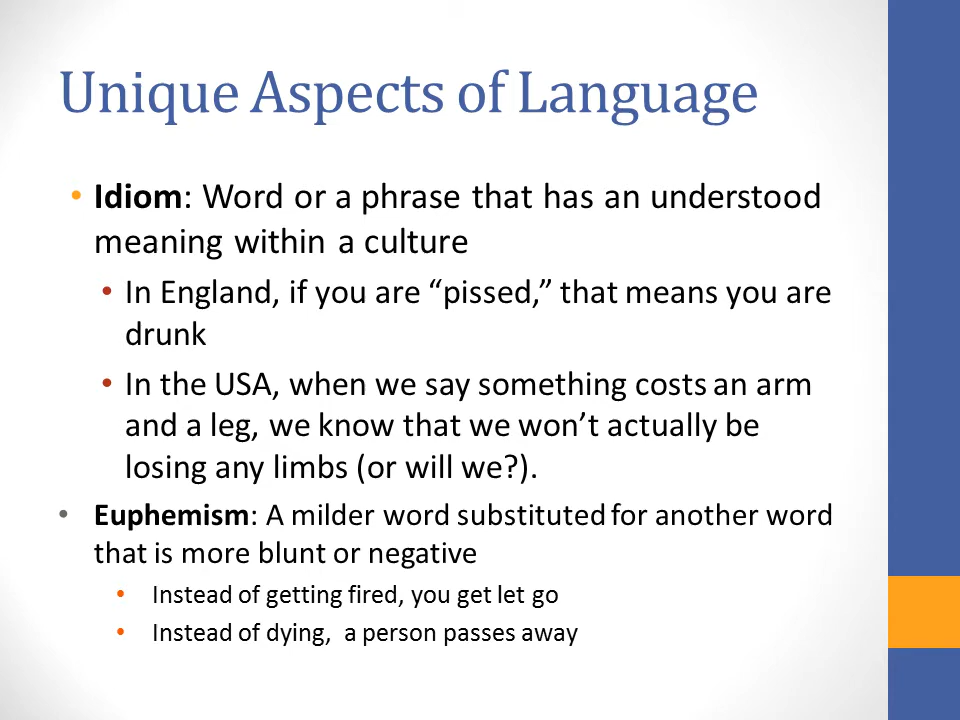 Unique Aspects of Language
• Idiom: Word or a phrase that has an understood
meaning within a culture
• In England, if you are “pissed,” that means you are
drunk
• In the USA, when we say something costs an arm
and a leg, we know that we won’t actually be
losing any limbs (or will we?).
• Euphemism: A milder word substituted for another word
that is more blunt or negative
• Instead of getting fired, you get let go
• Instead of dying, a person passes away